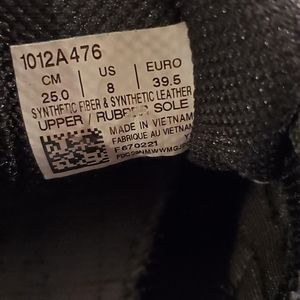 1012A476
CM US EURO
25.0 8 39.5
SYNTHETIC FIBER & SYNTHETIC LEATHER
UPPER / RUBBER SOLE
MADE IN VIETNAM
FABRIQUE AU VIETNAM
F670221